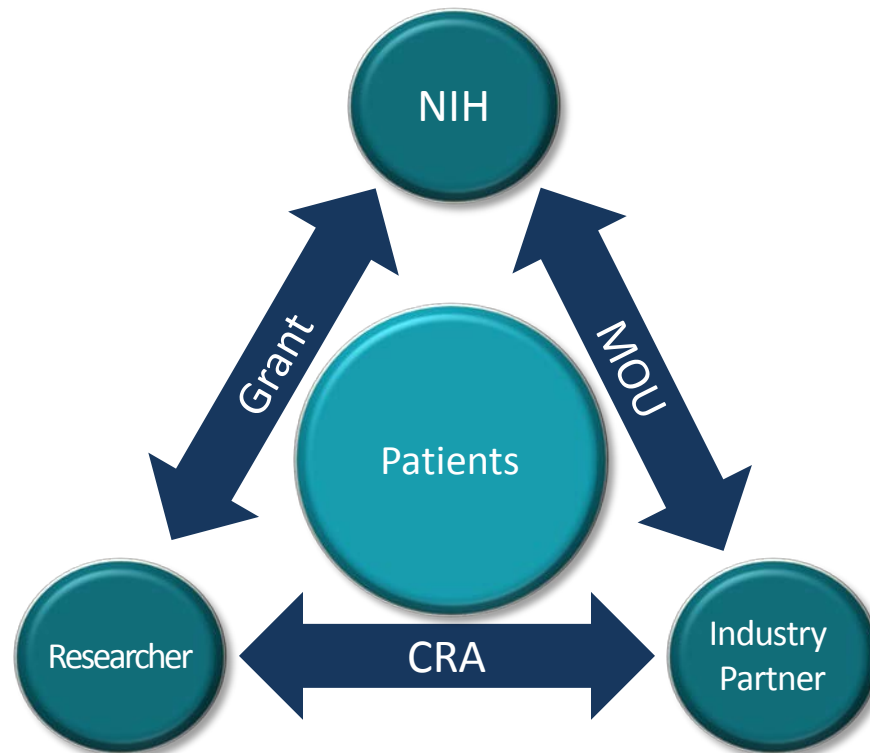 NIH
Grant
MOU
Patients
Researcher
CRA
Industry
Partner